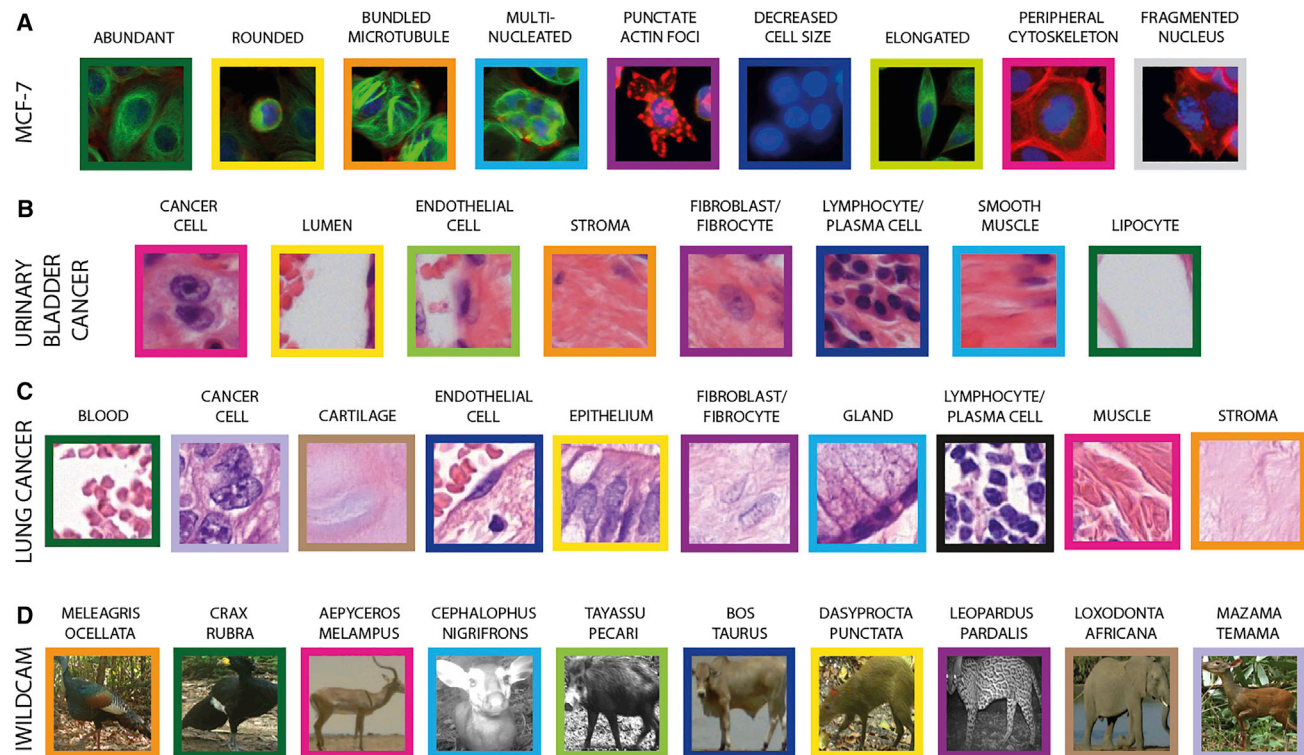 A
MCF-7
ABUNDANT
ROUNDED
BUNDLED
MICROTUBULE
MULTI-
NUCLEATED
PUNCTATE
ACTIN FOCI
DECREASED
CELL SIZE
ELONGATED
PERIPHERAL
CYTOSKELETON
FRAGMENTED
NUCLEUS
B
URINARY
BLADDER
CANCER
CANCER
CELL
LUMEN
ENDOTHELIAL
CELL
STROMA
FIBROBLAST/
FIBROCYTE
LYMPHOCYTE/
PLASMA CELL
SMOOTH
MUSCLE
LIPOCYTE
C
LUNG CANCER
BLOOD
CANCER
CELL
CARTILAGE
ENDOTHELIAL
CELL
EPITHELIUM
FIBROBLAST/
FIBROCYTE
GLAND
LYMPHOCYTE/
PLASMA CELL
MUSCLE
STROMA
D
IWILDCAM
MELEAGRIS
OCELLATA
CRAX
RUBRA
AEPYCEROS
MELAMPUS
CEPHALOPHUS
NIGRIFRONS
TAYASSU
PECARI
BOS
TAURUS
DASYPROCTA
PUNCTATA
LEOPARDUS
PARDALIS
LOXODONTA
AFRICANA
MAZAMA
TEMAMA